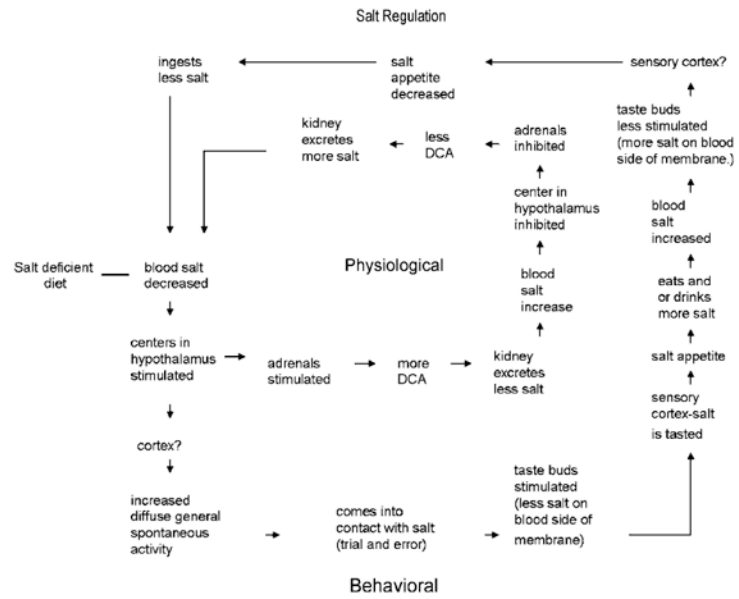 Salt Regulation
ingests
less salt
salt
appetite
decreased
sensory cortex?
kidney
excretes
more salt
less
DCA
adrenals
inhibited
taste buds
less stimulated
(more salt on blood
side of membrane.)
center in
hypothalamus
inhibited
blood
salt
increased
Salt deficient
diet
blood salt
decreased
Physiological
blood
salt
increase
eats and
or drinks
more salt
centers in
hypothalamus
stimulated
adrenals
stimulated
more
DCA
kidney
excretes
less salt
salt appetite
sensory
cortex-salt
is tasted
cortex?
increased
diffuse general
spontaneous
activity
comes into
contact with salt
(trial and error)
taste buds
stimulated
(less salt on
blood side of
membrane)
Behavioral